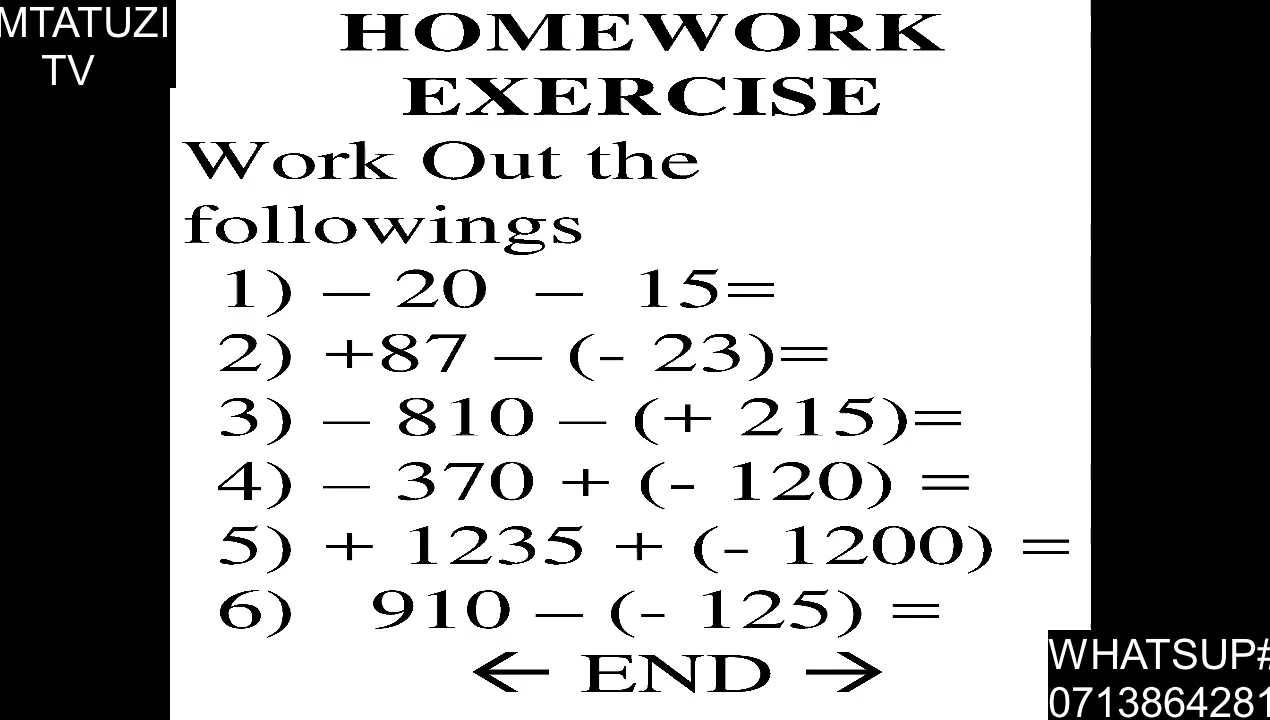 MTATUZI
TV
HOMEWORK
EXERCISE
Work Out the
followings
1) – 20 – 15=
2) +87 – (- 23)=
3) – 810 – (+ 215)=
4) – 370 + (- 120) =
5) + 1235 + (- 1200) =
6) 910 – (- 125) =
← END →
WHATSUP#
0713864281